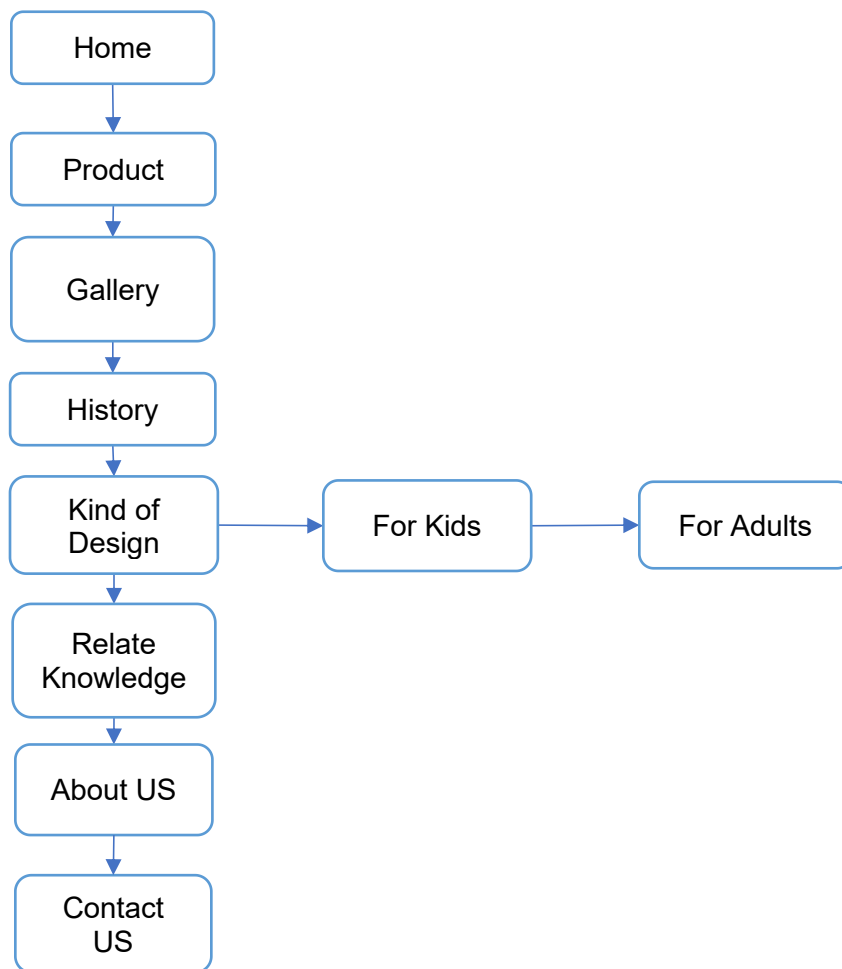 Home
Product
Gallery
History
Kind of
Design
For Kids
For Adults
Relate
Knowledge
About US
Contact
US